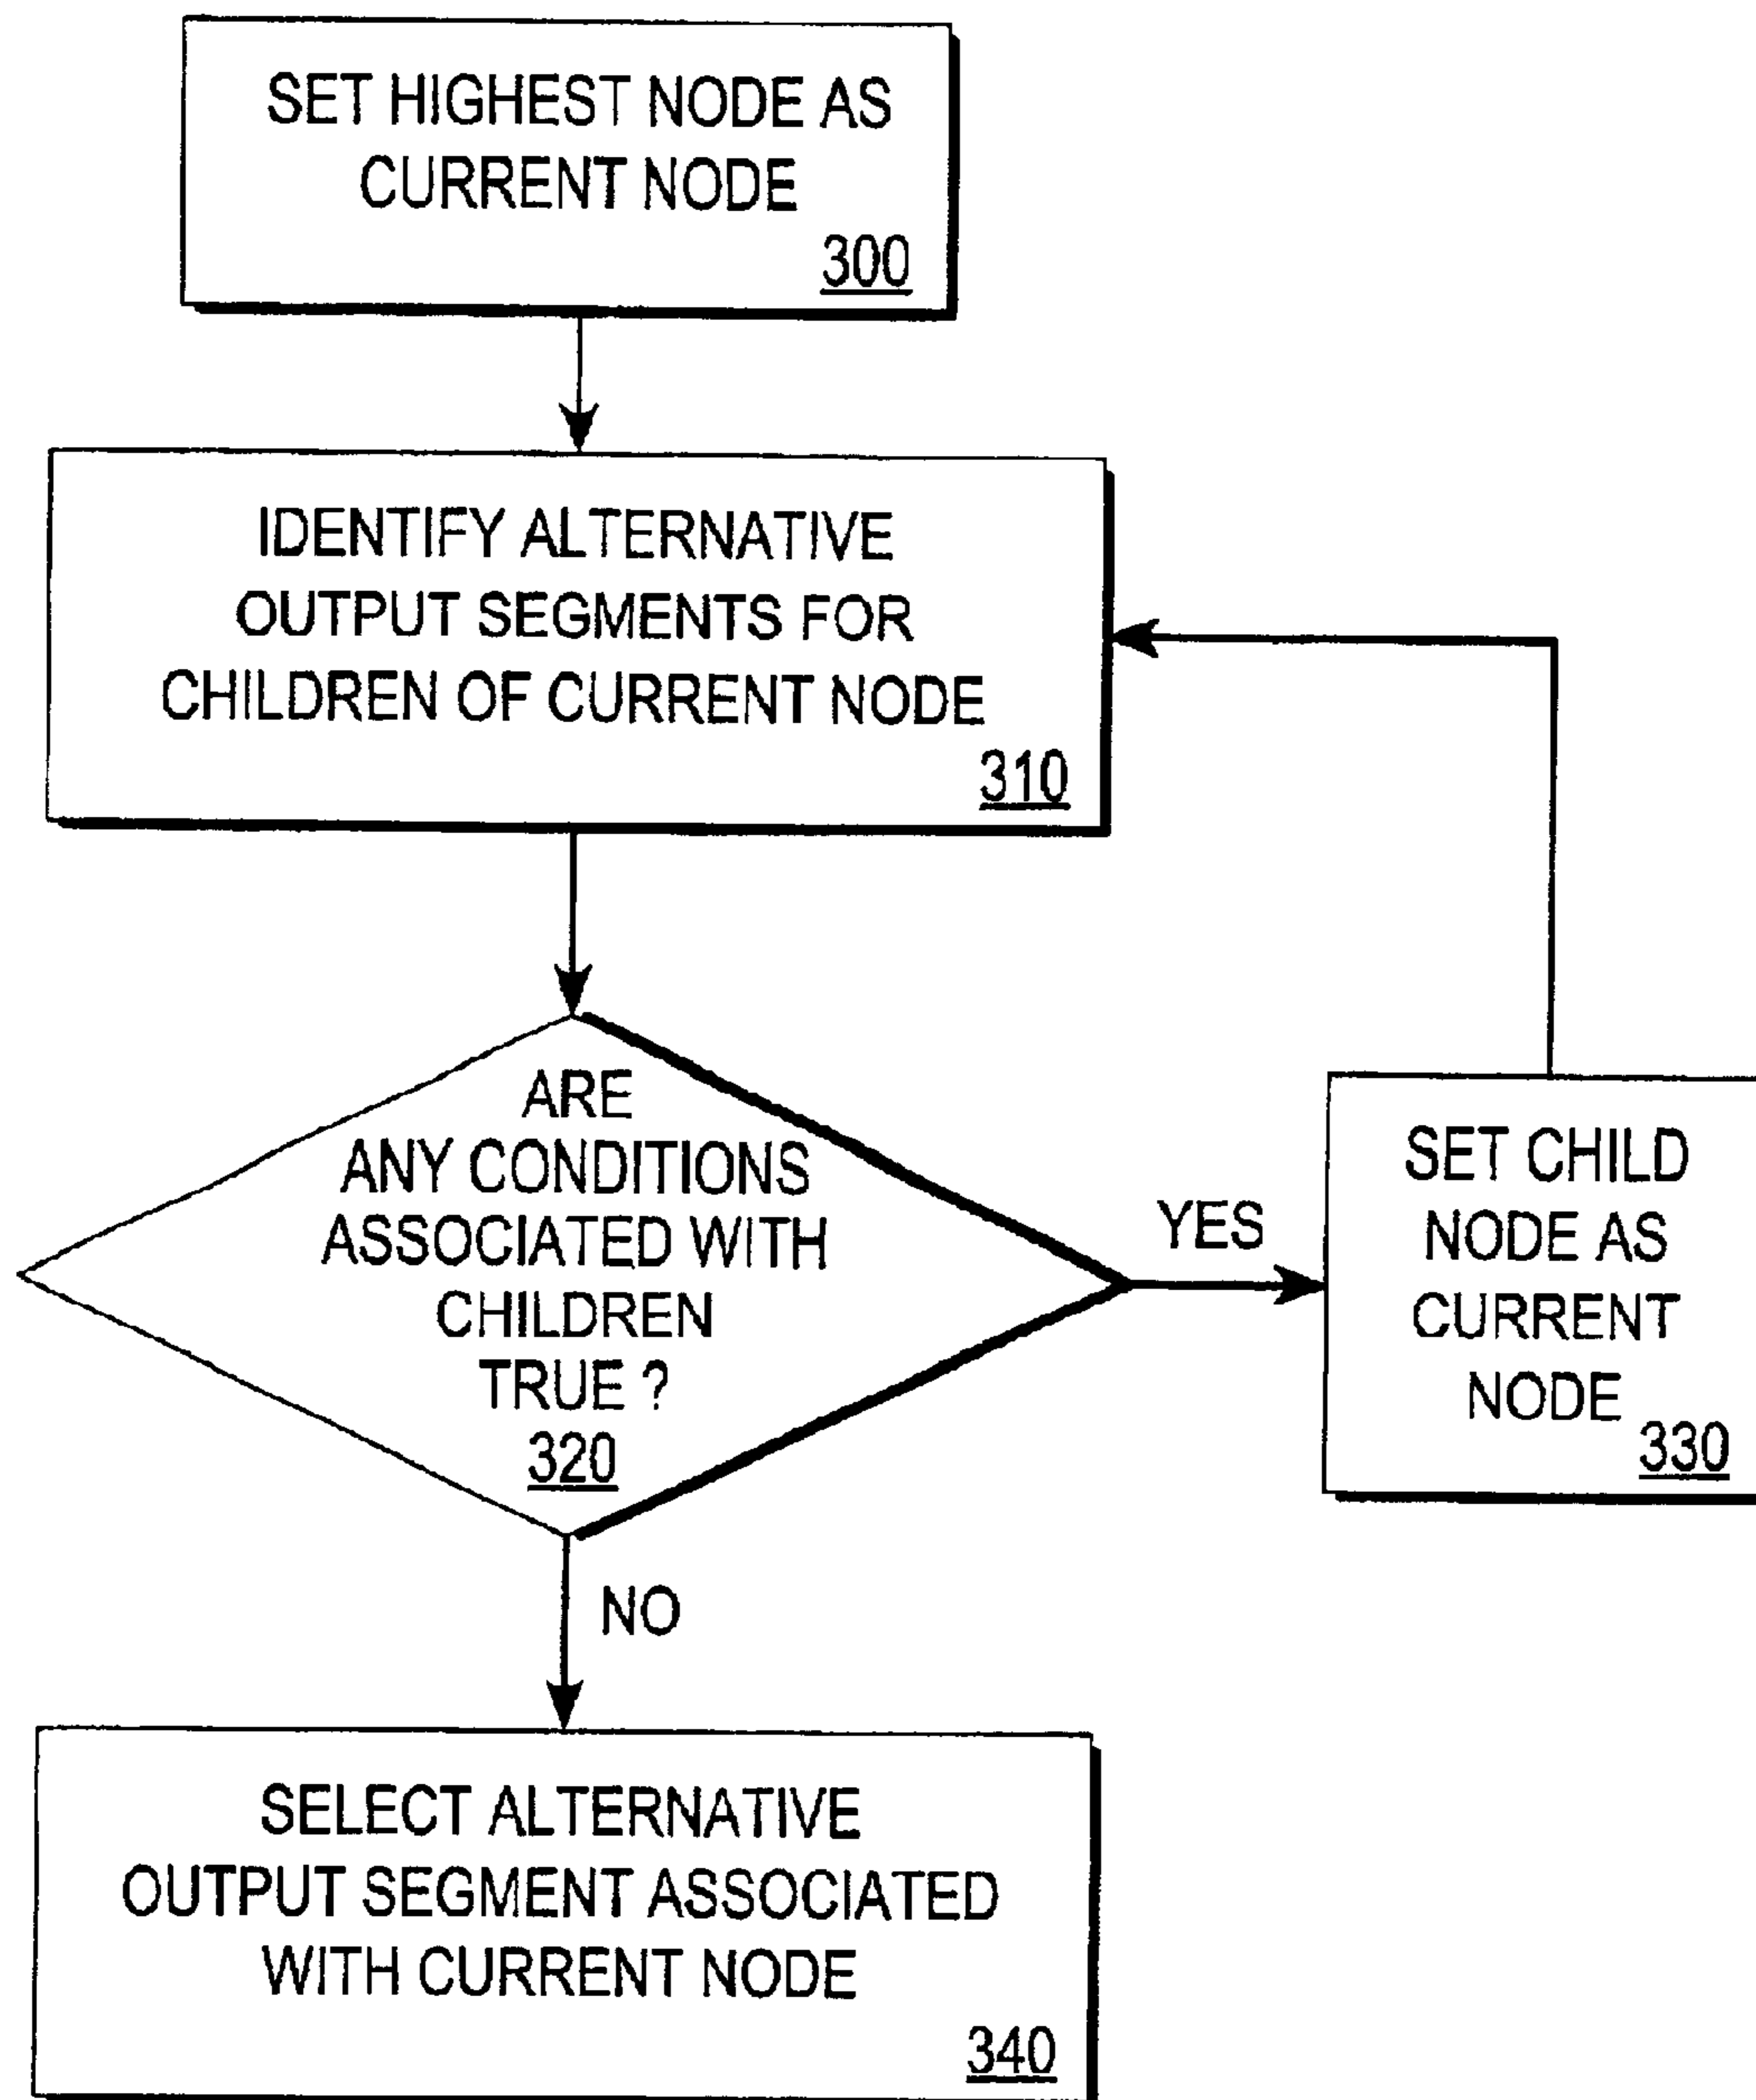 SET HIGHEST NODE AS
CURRENT NODE
300
IDENTIFY ALTERNATIVE
OUTPUT SEGMENTS FOR
CHILDREN OF CURRENT NODE
310
ARE
ANY CONDITIONS
ASSOCIATED WITH
CHILDREN
TRUE ?
320
YES
SET CHILD
NODE AS
CURRENT
NODE
330
NO
SELECT ALTERNATIVE
OUTPUT SEGMENT ASSOCIATED
WITH CURRENT NODE
340